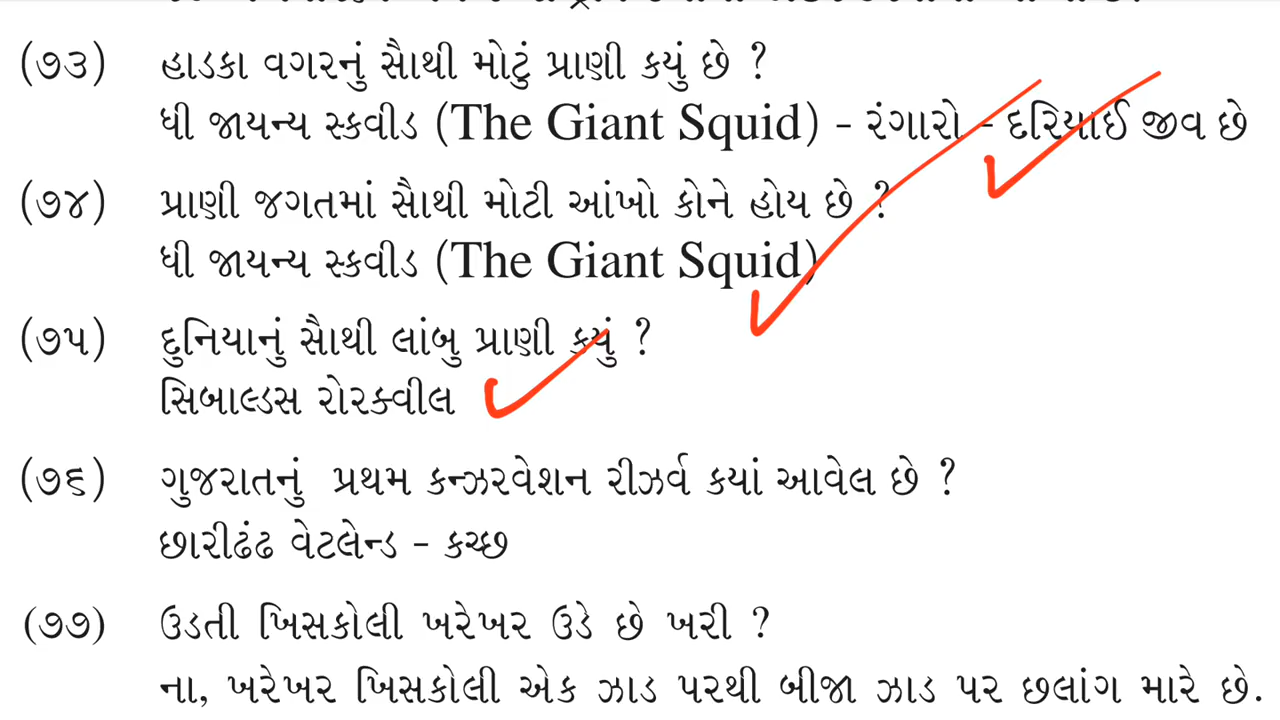 (૭૩) હાડકા વગરનું સૌથી મોટું પ્રાણી કયું છે ?
ધી જાયન્ય સ્કવીડ (The Giant Squid) - રંગારો - દરિયાઈ જીવ છે
(૭૪) પ્રાણી જગતમાં સૌથી મોટી આંખો કોને હોય છે ?
ધી જાયન્ય સ્કવીડ (The Giant Squid)
(૭૫) દુનિયાનું સૌથી લાંબુ પ્રાણી કયું ?
સિબાલ્ડસ રોરક્વીલ
(૭૬) ગુજરાતનું પ્રથમ કન્ઝરવેશન રીઝર્વ કયાં આવેલ છે ?
છારીઢંઢ વેટલેન્ડ - કચ્છ
(૭૭) ઉડતી ખિસકોલી ખરેખર ઉડે છે ખરી ?
ના, ખરેખર ખિસકોલી એક ઝાડ પરથી બીજા ઝાડ પર છલાંગ મારે છે.